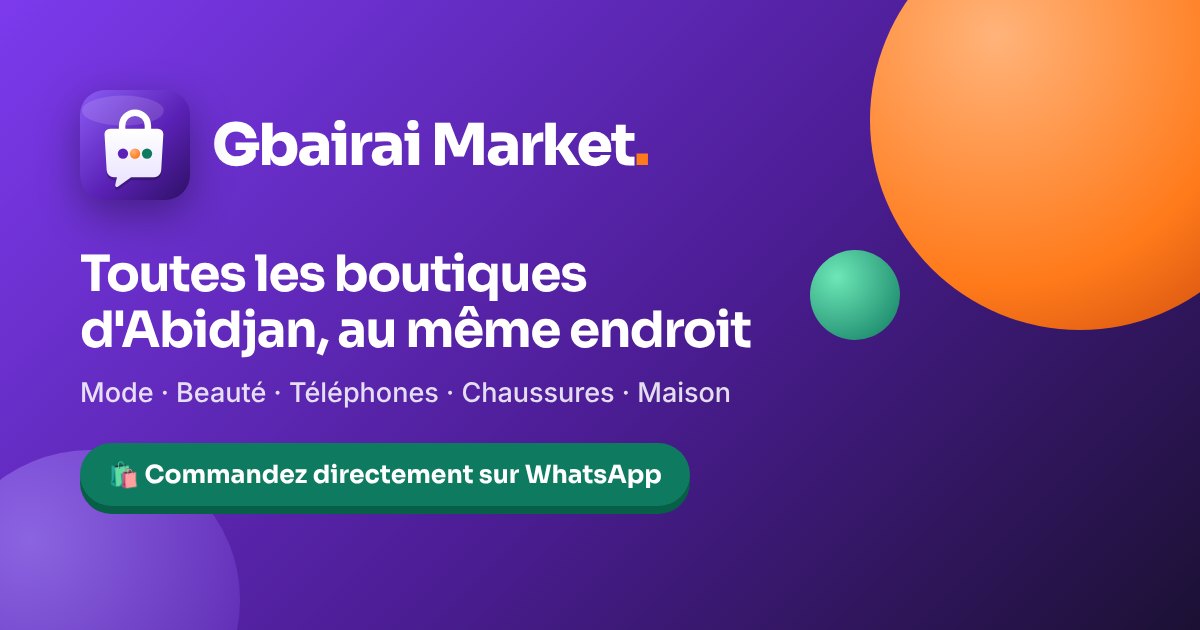 Gbairai Market.
Toutes les boutiques
d'Abidjan, au même endroit
Mode · Beauté · Téléphones · Chaussures · Maison
🛍️ Commandez directement sur WhatsApp